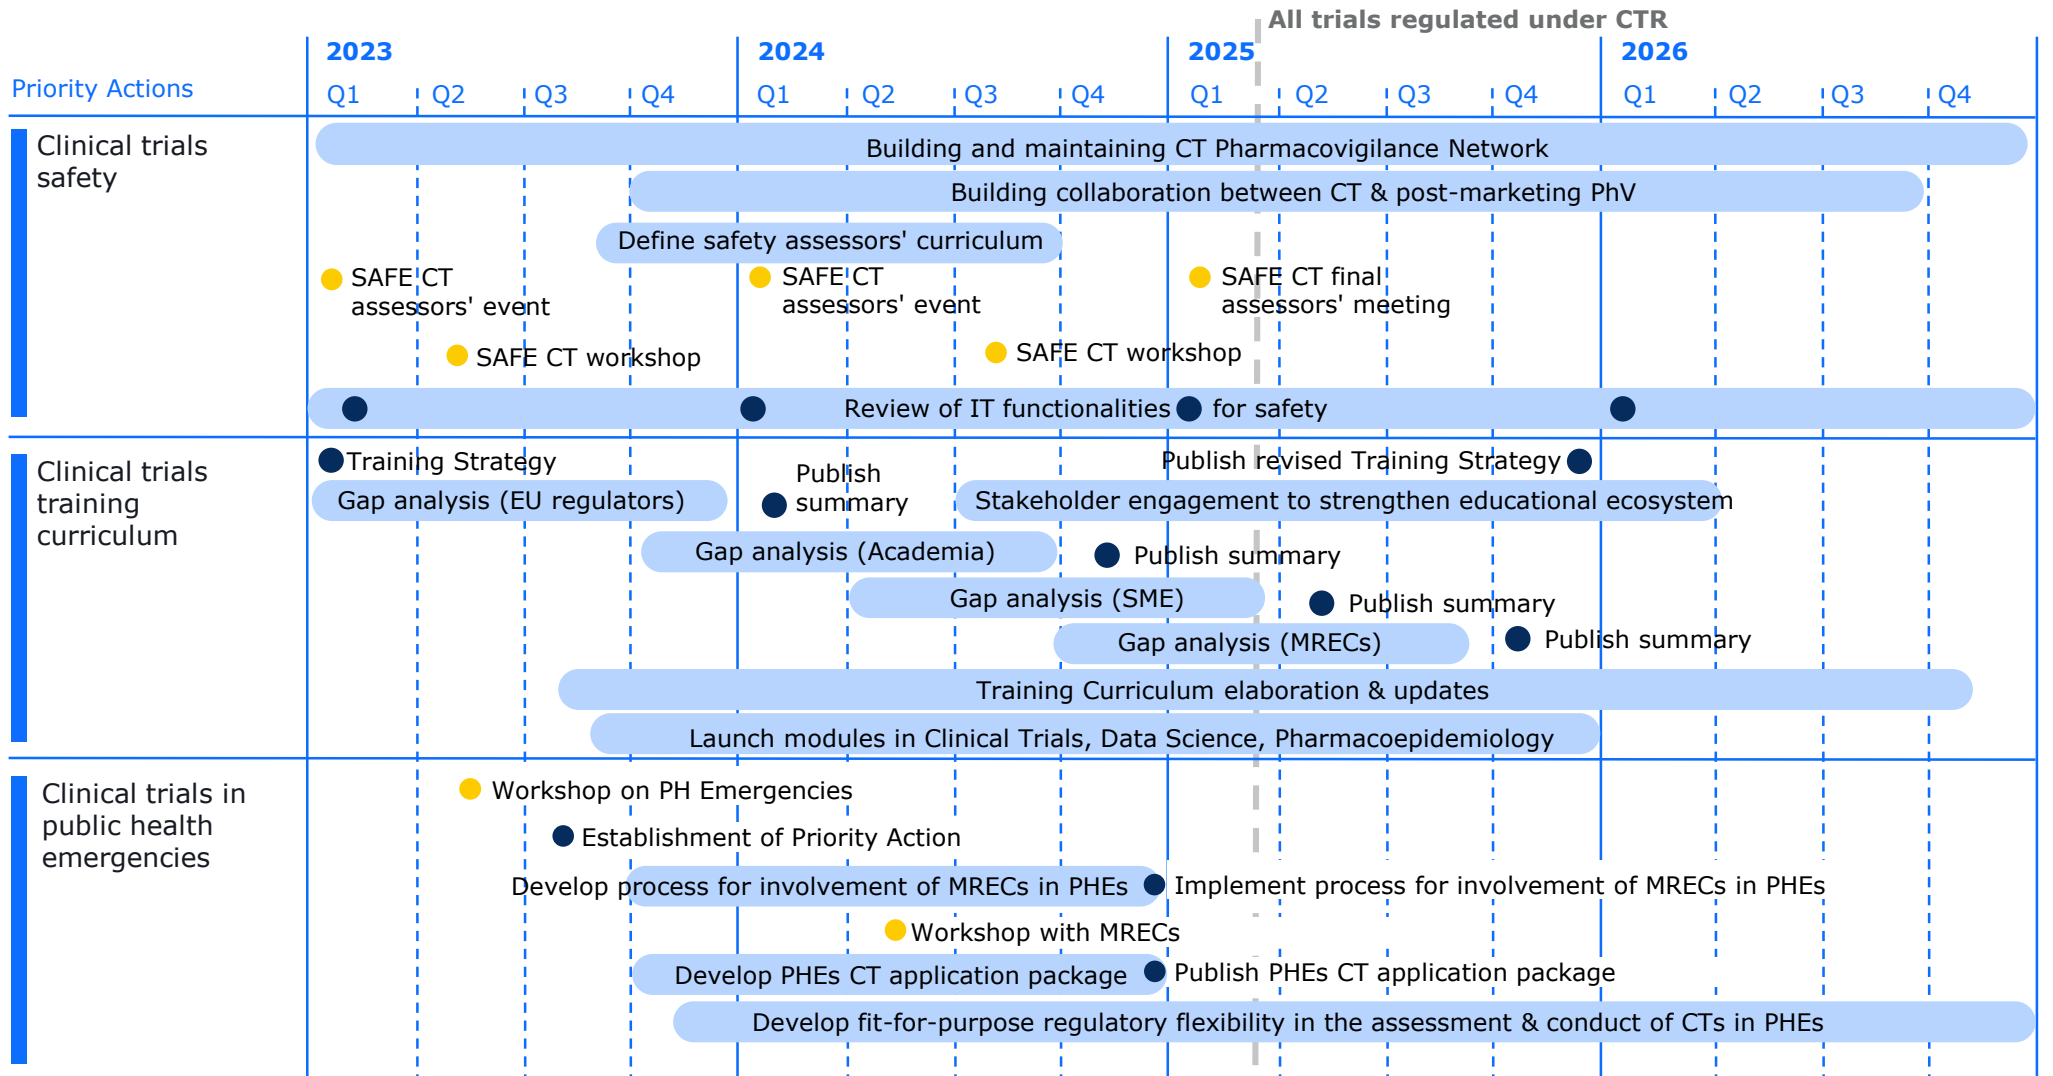 All trials regulated under CTR
2023
2024
2025
2026
Priority Actions
Q1
Q2
Q3
Q4
Q1
Q2
Q3
Q4
Q1
Q2
Q3
Q4
Q1
Q2
Q3
Q4
Clinical trials
safety
Building and maintaining CT Pharmacovigilance Network
Building collaboration between CT & post-marketing PhV
Define safety assessors' curriculum
SAFE CT
assessors' event
SAFE CT
assessors' event
SAFE CT final
assessors' meeting
SAFE CT workshop
SAFE CT workshop
Review of IT functionalities for safety
Clinical trials
training
curriculum
Training Strategy
Publish
summary
Publish revised Training Strategy
Gap analysis (EU regulators)
Stakeholder engagement to strengthen educational ecosystem
Gap analysis (Academia)
Publish summary
Gap analysis (SME)
Publish summary
Gap analysis (MRECs)
Publish summary
Training Curriculum elaboration & updates
Launch modules in Clinical Trials, Data Science, Pharmacoepidemiology
Clinical trials in
public health
emergencies
Workshop on PH Emergencies
Establishment of Priority Action
Develop process for involvement of MRECs in PHEs
Implement process for involvement of MRECs in PHEs
Workshop with MRECs
Develop PHEs CT application package
Publish PHEs CT application package
Develop fit-for-purpose regulatory flexibility in the assessment & conduct of CTs in PHEs